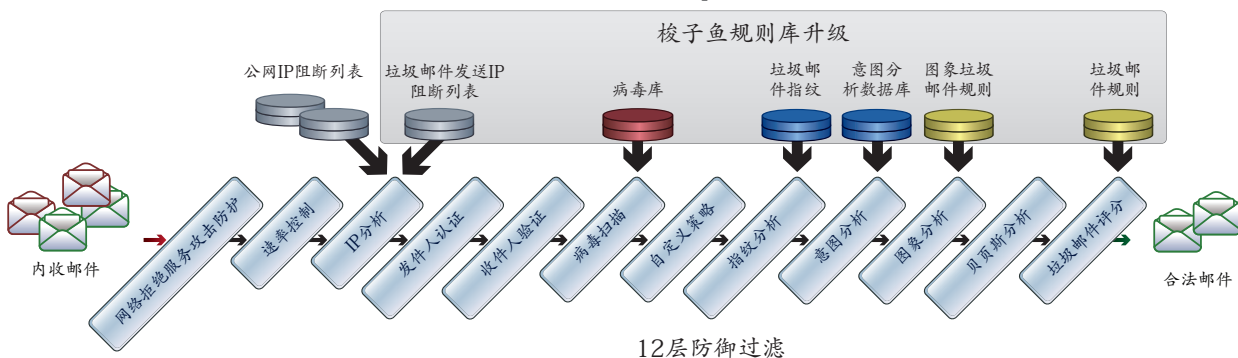 梭子鱼规则库升级
公网IP阻断列表
垃圾邮件发送IP
阻断列表
病毒库
垃圾邮
件指纹
意图分
析数据库
图象垃圾
邮件规则
垃圾邮
件规则
内收邮件
网络拒绝服务攻击防护
速率控制
IP分析
发件人认证
收件人验证
病毒扫描
自定义策略
指纹分析
意图分析
图象分析
贝页斯分析
垃圾邮件评分
合法邮件
12层防御过滤